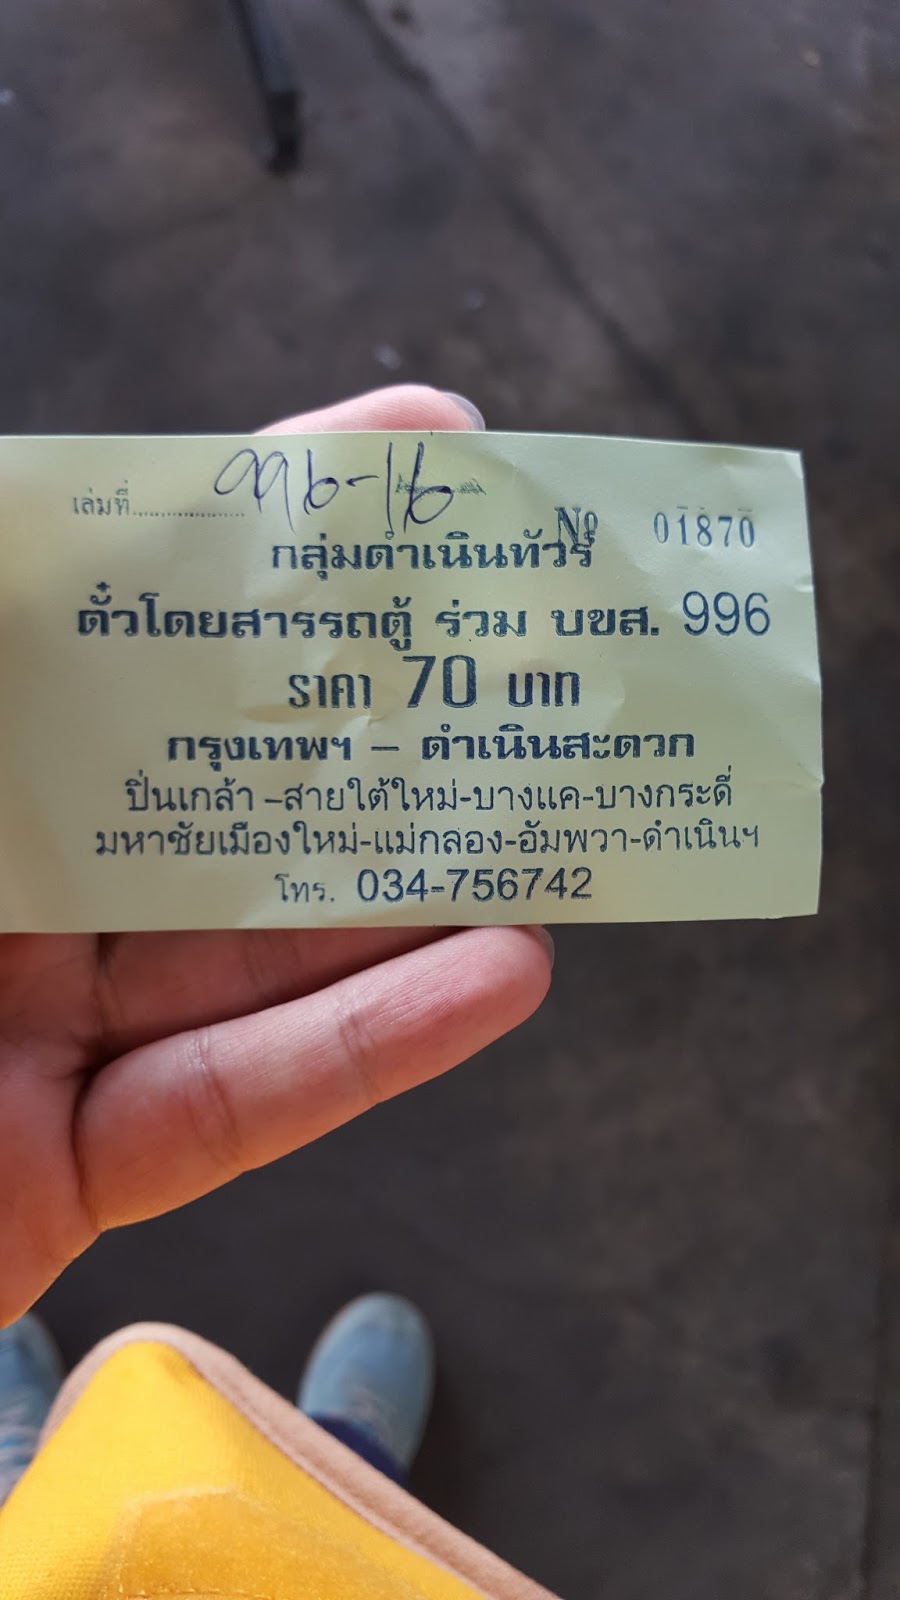 เล่มที่.................. 996-16
Nº 01870
กลุ่มดำเนินทัวร์
ตั๋วโดยสารรถตู้ ร่วม บขส. 996
ราคา 70 บาท
กรุงเทพฯ – ดำเนินสะดวก
ปิ่นเกล้า –สายใต้ใหม่-บางแค-บางกระดี่
มหาชัยเมืองใหม่-แม่กลอง-อัมพวา-ดำเนินฯ
โทร. 034-756742